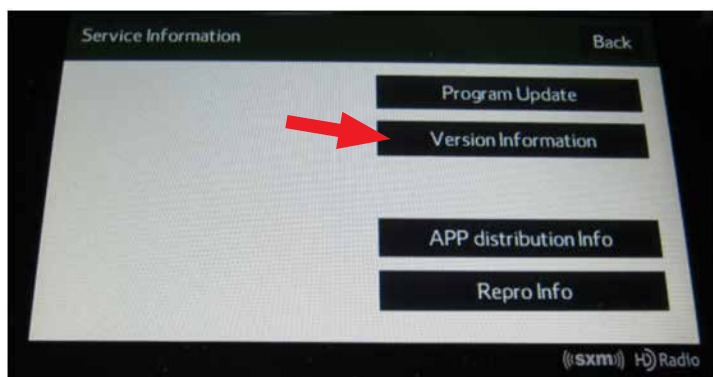 Service Information
Back
Program Update
Version Information
APP distribution Info
Repro Info
((sxm)) HD Radio